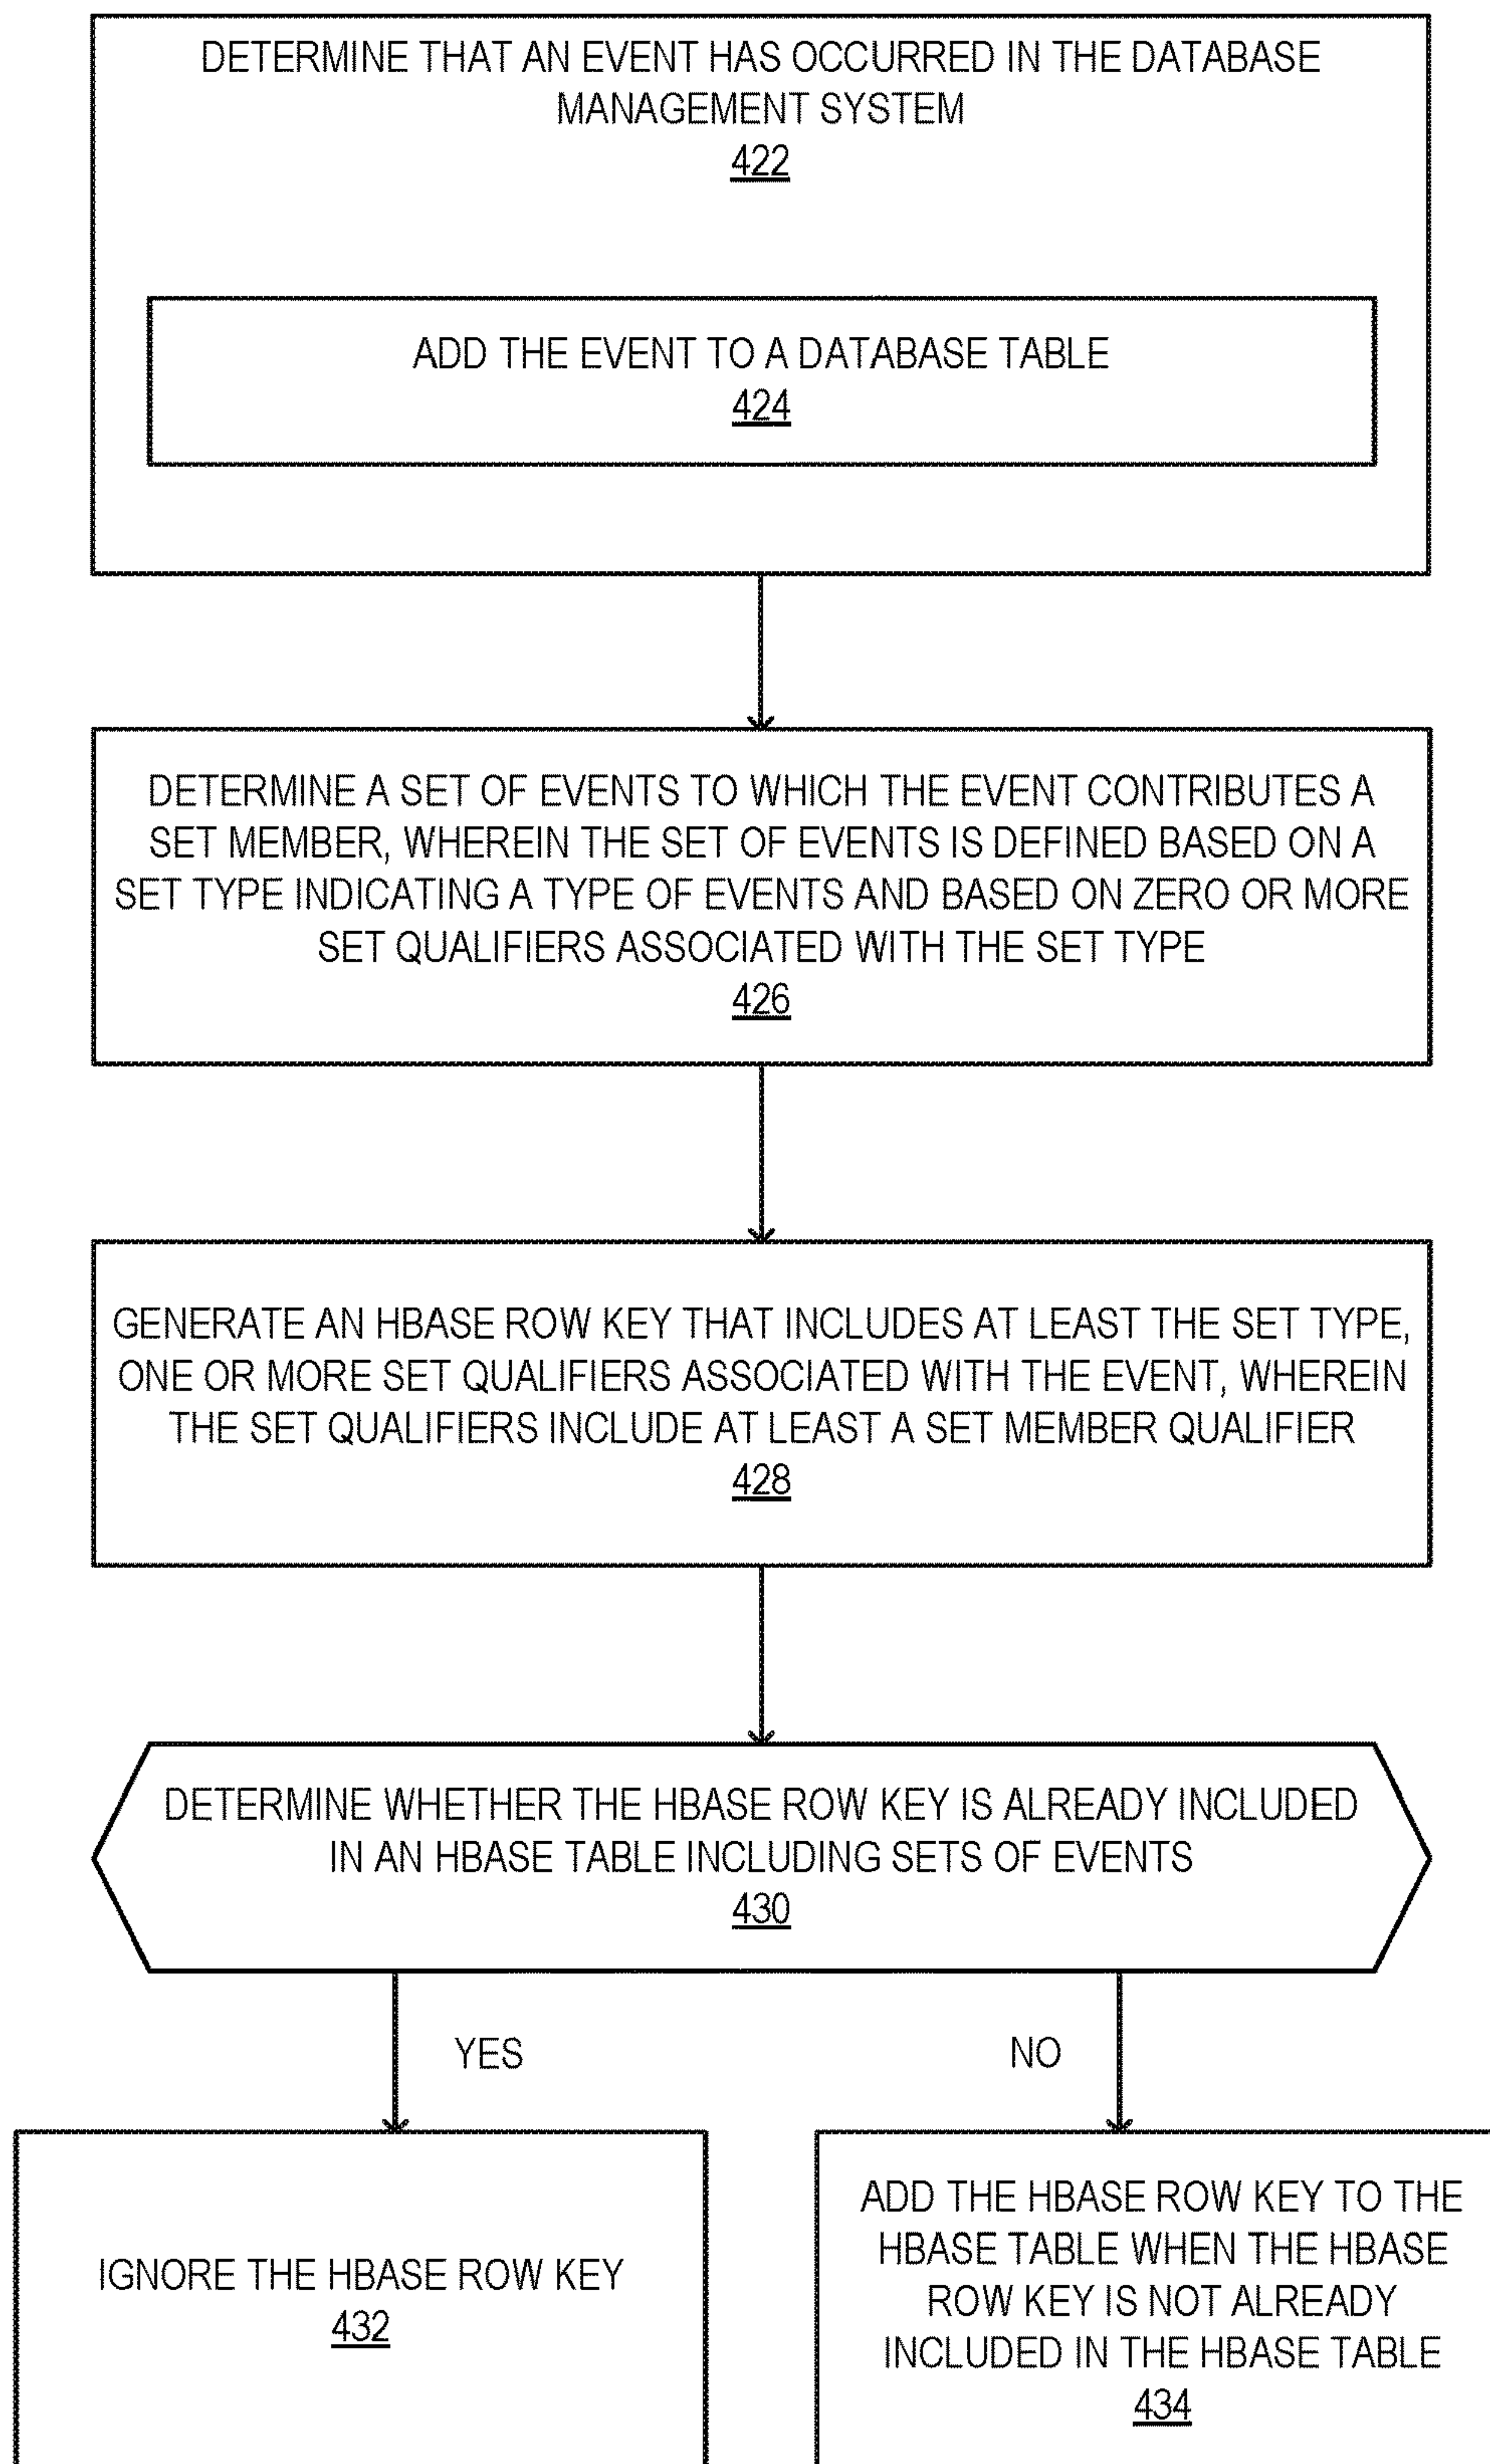 DETERMINE THAT AN EVENT HAS OCCURRED IN THE DATABASE
MANAGEMENT SYSTEM
422
ADD THE EVENT TO A DATABASE TABLE
424
DETERMINE A SET OF EVENTS TO WHICH THE EVENT CONTRIBUTES A
SET MEMBER, WHEREIN THE SET OF EVENTS IS DEFINED BASED ON A
SET TYPE INDICATING A TYPE OF EVENTS AND BASED ON ZERO OR MORE
SET QUALIFIERS ASSOCIATED WITH THE SET TYPE
426
GENERATE AN HBASE ROW KEY THAT INCLUDES AT LEAST THE SET TYPE,
ONE OR MORE SET QUALIFIERS ASSOCIATED WITH THE EVENT, WHEREIN
THE SET QUALIFIERS INCLUDE AT LEAST A SET MEMBER QUALIFIER
428
DETERMINE WHETHER THE HBASE ROW KEY IS ALREADY INCLUDED
IN AN HBASE TABLE INCLUDING SETS OF EVENTS
430
YES
NO
IGNORE THE HBASE ROW KEY
432
ADD THE HBASE ROW KEY TO THE
HBASE TABLE WHEN THE HBASE
ROW KEY IS NOT ALREADY
INCLUDED IN THE HBASE TABLE
434